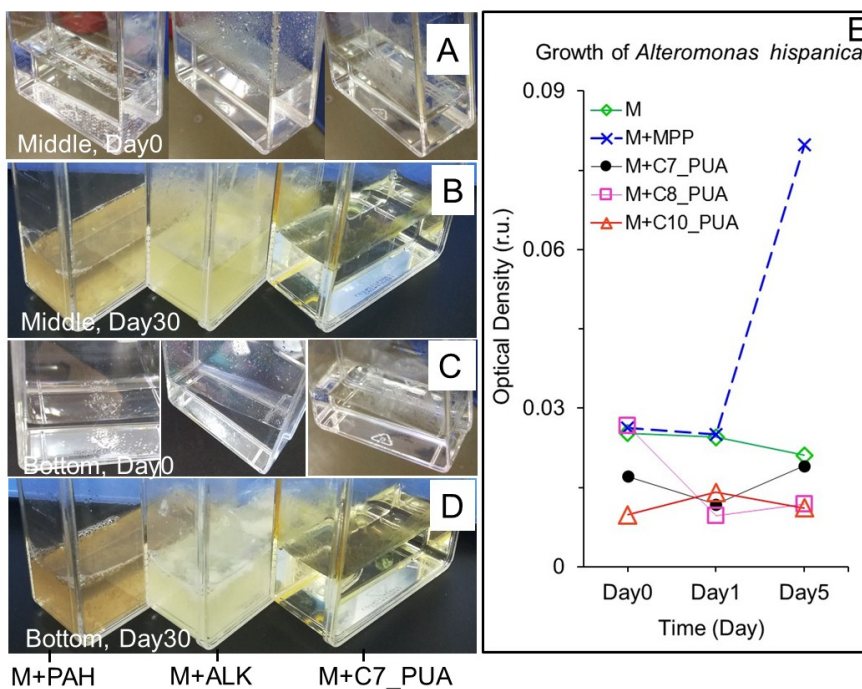 A
Middle, Day0
B
Middle, Day30
C
Bottom, Day0
D
Bottom, Day30
M+PAH
M+ALK
M+C7_PUA
E
Growth of Alteromonas hispanica
0.09
0.06
0.03
0
Optical Density (r.u.)
M
M+MPP
M+C7_PUA
M+C8_PUA
M+C10_PUA
Day0
Day1
Day5
Time (Day)